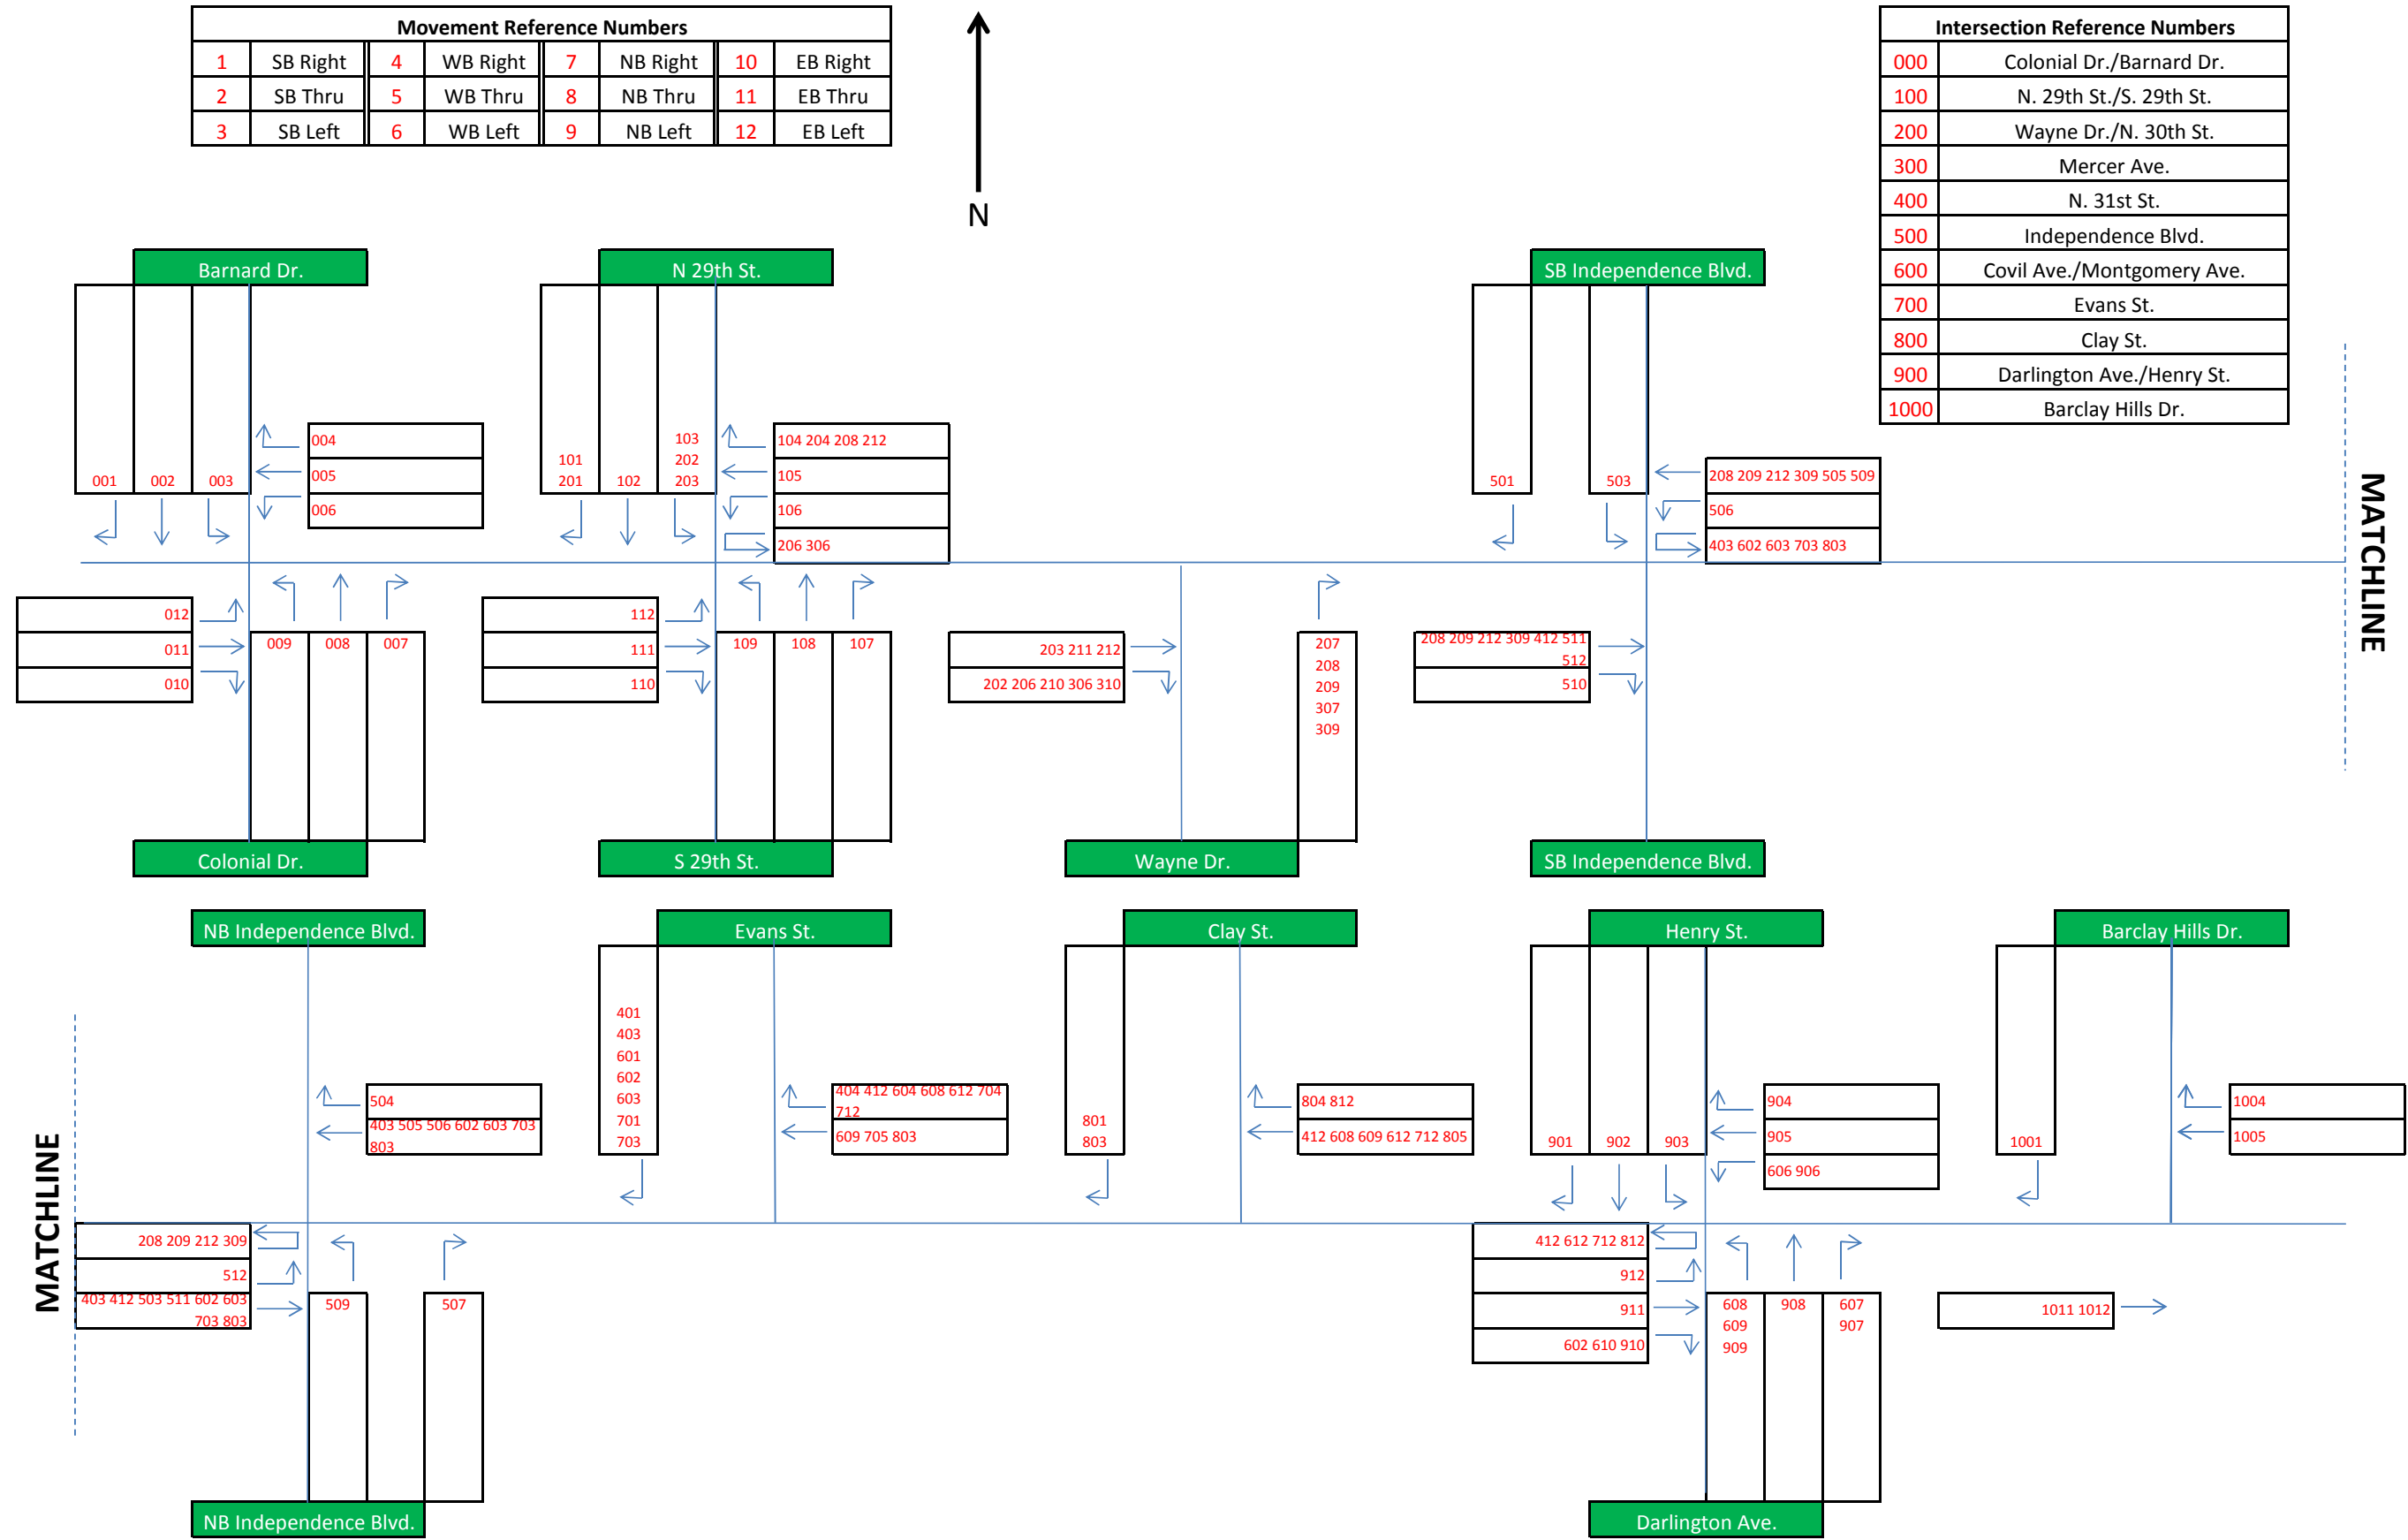 Movement Reference Numbers
1 SB Right 4 WB Right 7 NB Right 10 EB Right
2 SB Thru 5 WB Thru 8 NB Thru 11 EB Thru
3 SB Left 6 WB Left 9 NB Left 12 EB Left
N
Intersection Reference Numbers
000 Colonial Dr./Barnard Dr.
100 N. 29th St./S. 29th St.
200 Wayne Dr./N. 30th St.
300 Mercer Ave.
400 N. 31st St.
500 Independence Blvd.
600 Covil Ave./Montgomery Ave.
700 Evans St.
800 Clay St.
900 Darlington Ave./Henry St.
1000 Barclay Hills Dr.
Barnard Dr.
001 002 003
004
005
006
012
011
010
009 008 007
Colonial Dr.
N 29th St.
101
201
102
103
202
203
104 204 208 212
105
106
206 306
112
111
110
109 108 107
S 29th St.
203 211 212
202 206 210 306 310
207
208
209
307
309
Wayne Dr.
SB Independence Blvd.
501 503
208 209 212 309 505 509
506
403 602 603 703 803
208 209 212 309 412 511
512
510
SB Independence Blvd.
MATCHLINE
MATCHLINE
NB Independence Blvd.
504
403 505 506 602 603 703
803
208 209 212 309
512
403 412 503 511 602 603
703 803
509 507
NB Independence Blvd.
Evans St.
401
403
601
602
603
701
703
404 412 604 608 612 704
712
609 705 803
Clay St.
801
803
804 812
412 608 609 612 712 805
Henry St.
901 902 903
904
905
606 906
412 612 712 812
912
911
602 610 910
608
609
909
908
607
907
Darlington Ave.
Barclay Hills Dr.
1001
1004
1005
1011 1012